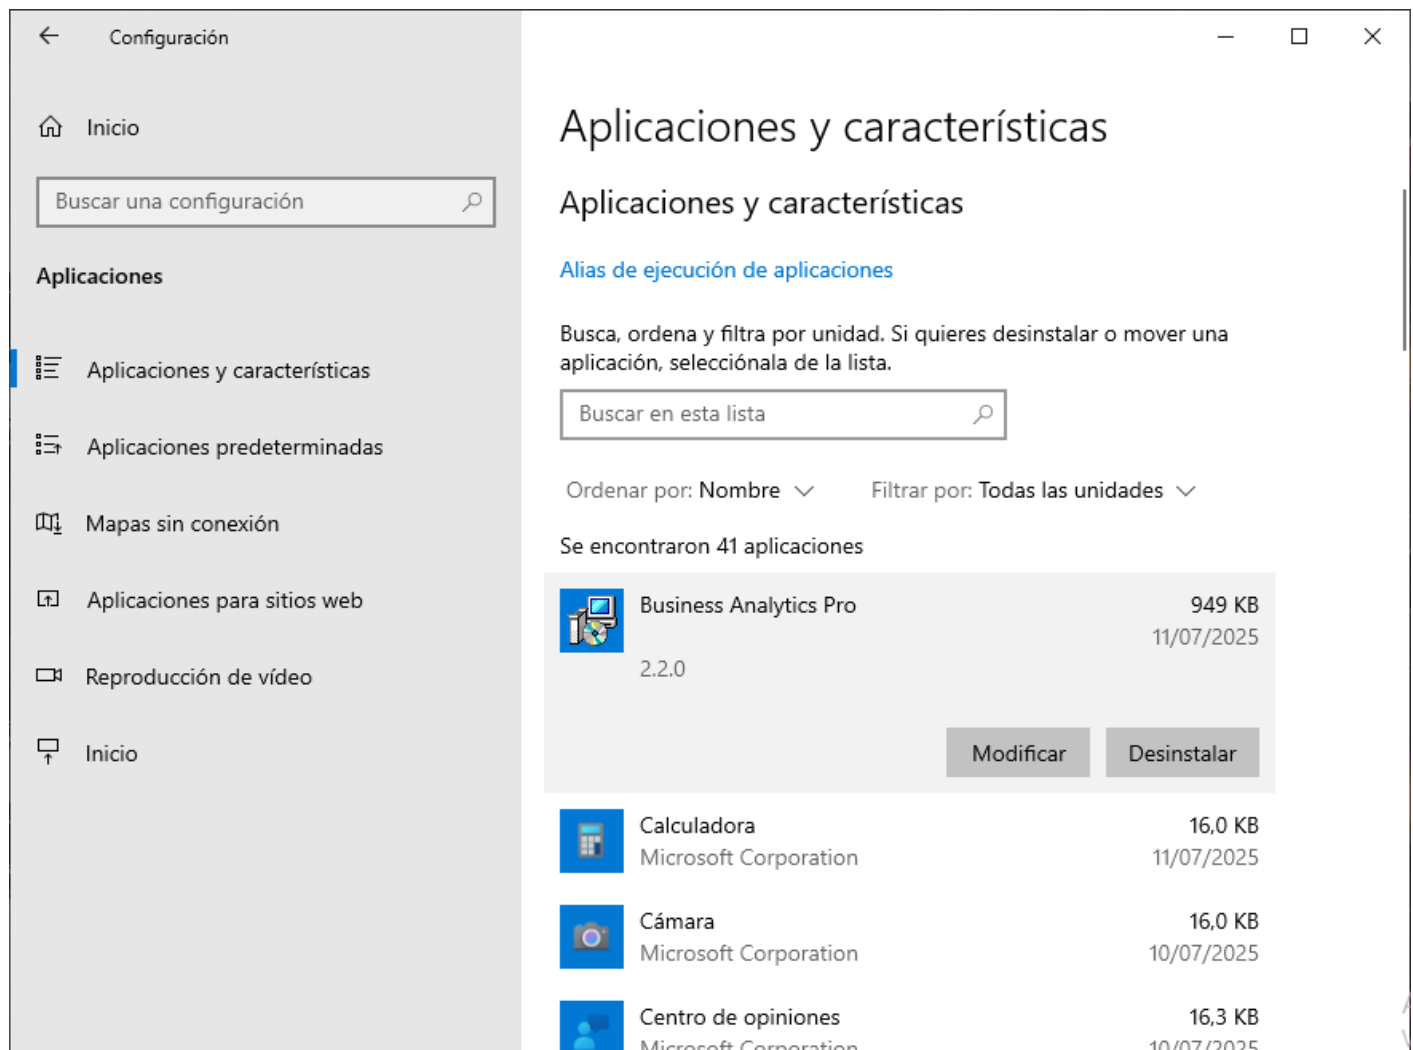 Configuración
Inicio
Buscar una configuración
Aplicaciones
Aplicaciones y características
Aplicaciones predeterminadas
Mapas sin conexión
Aplicaciones para sitios web
Reproducción de vídeo
Inicio
Aplicaciones y características
Aplicaciones y características
Alias de ejecución de aplicaciones
Busca, ordena y filtra por unidad. Si quieres desinstalar o mover una
aplicación, selecciónala de la lista.
Buscar en esta lista
Ordenar por: Nombre Filtrar por: Todas las unidades
Se encontraron 41 aplicaciones
Business Analytics Pro 949 KB
11/07/2025
2.2.0
Modificar Desinstalar
Calculadora 16,0 KB
Microsoft Corporation 11/07/2025
Cámara 16,0 KB
Microsoft Corporation 10/07/2025
Centro de opiniones 16,3 KB
Microsoft Corporation 10/07/2025